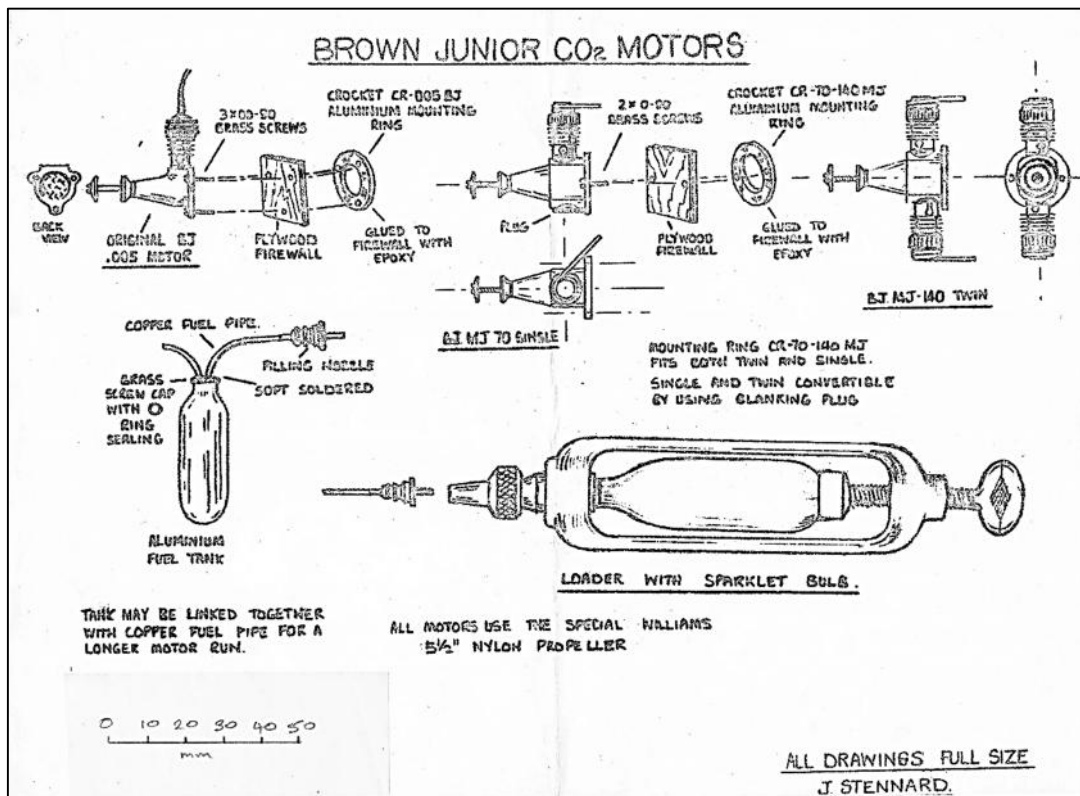 BROWN JUNIOR CO₂ MOTORS
3×00-90
BRASS SCREWS
CROCKET CR-005 BJ
ALUMINIUM MOUNTING
RING
BACK
VIEW
ORIGINAL BJ
.005 MOTOR
PLYWOOD
FIREWALL
GLUED TO
FIREWALL WITH
EPOXY
2×0-80
BRASS SCREWS
CROCKET CR-70-140 MJ
ALUMINIUM MOUNTING
RING
PLUG
PLYWOOD
FIREWALL
GLUED TO
FIREWALL WITH
EPOXY
B.J. MJ 70 SINGLE
B.J. MJ-140 TWIN
COPPER FUEL PIPE.
FILLING NOZZLE
SOFT SOLDERED
BRASS
SCREW CAP
WITH O
RING
SEALING
ALUMINIUM
FUEL TANK
MOUNTING RING CR-70-140 MJ
FITS BOTH TWIN AND SINGLE.
SINGLE AND TWIN CONVERTIBLE
BY USING BLANKING PLUG
LOADER WITH SPARKLET BULB.
TANK MAY BE LINKED TOGETHER
WITH COPPER FUEL PIPE FOR A
LONGER MOTOR RUN.
ALL MOTORS USE THE SPECIAL WILLIAMS
5½" NYLON PROPELLER
0 10 20 30 40 50
mm
ALL DRAWINGS FULL SIZE
J. STENNARD.